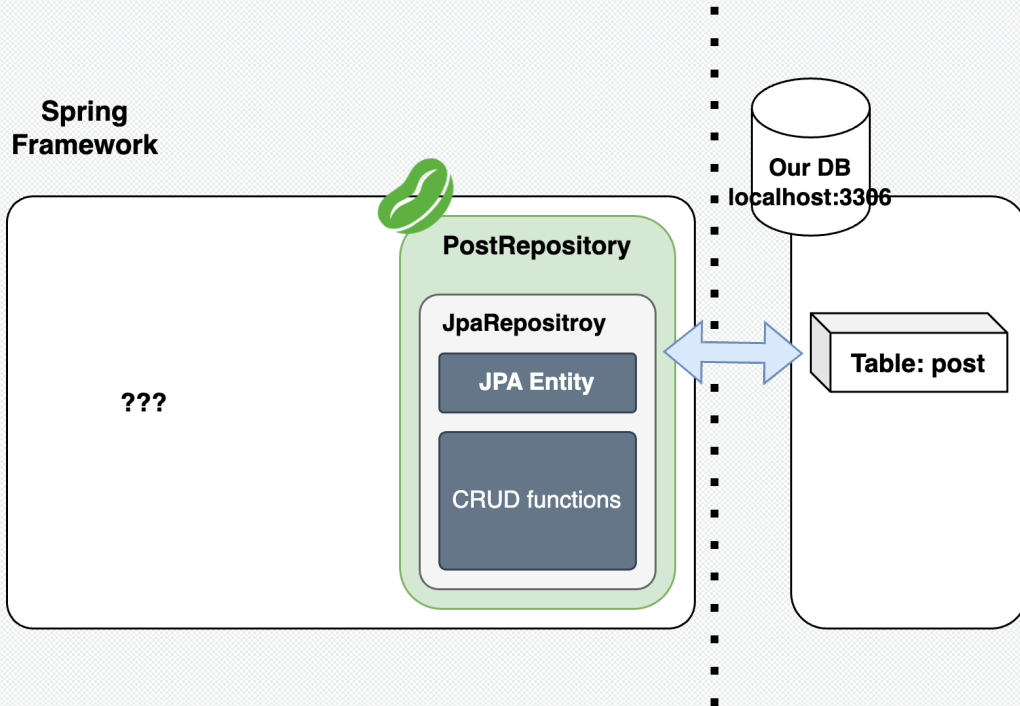 Spring
Framework
Our DB
localhost:3306
PostRepository
JpaRepositroy
JPA Entity
CRUD functions
???
Table: post